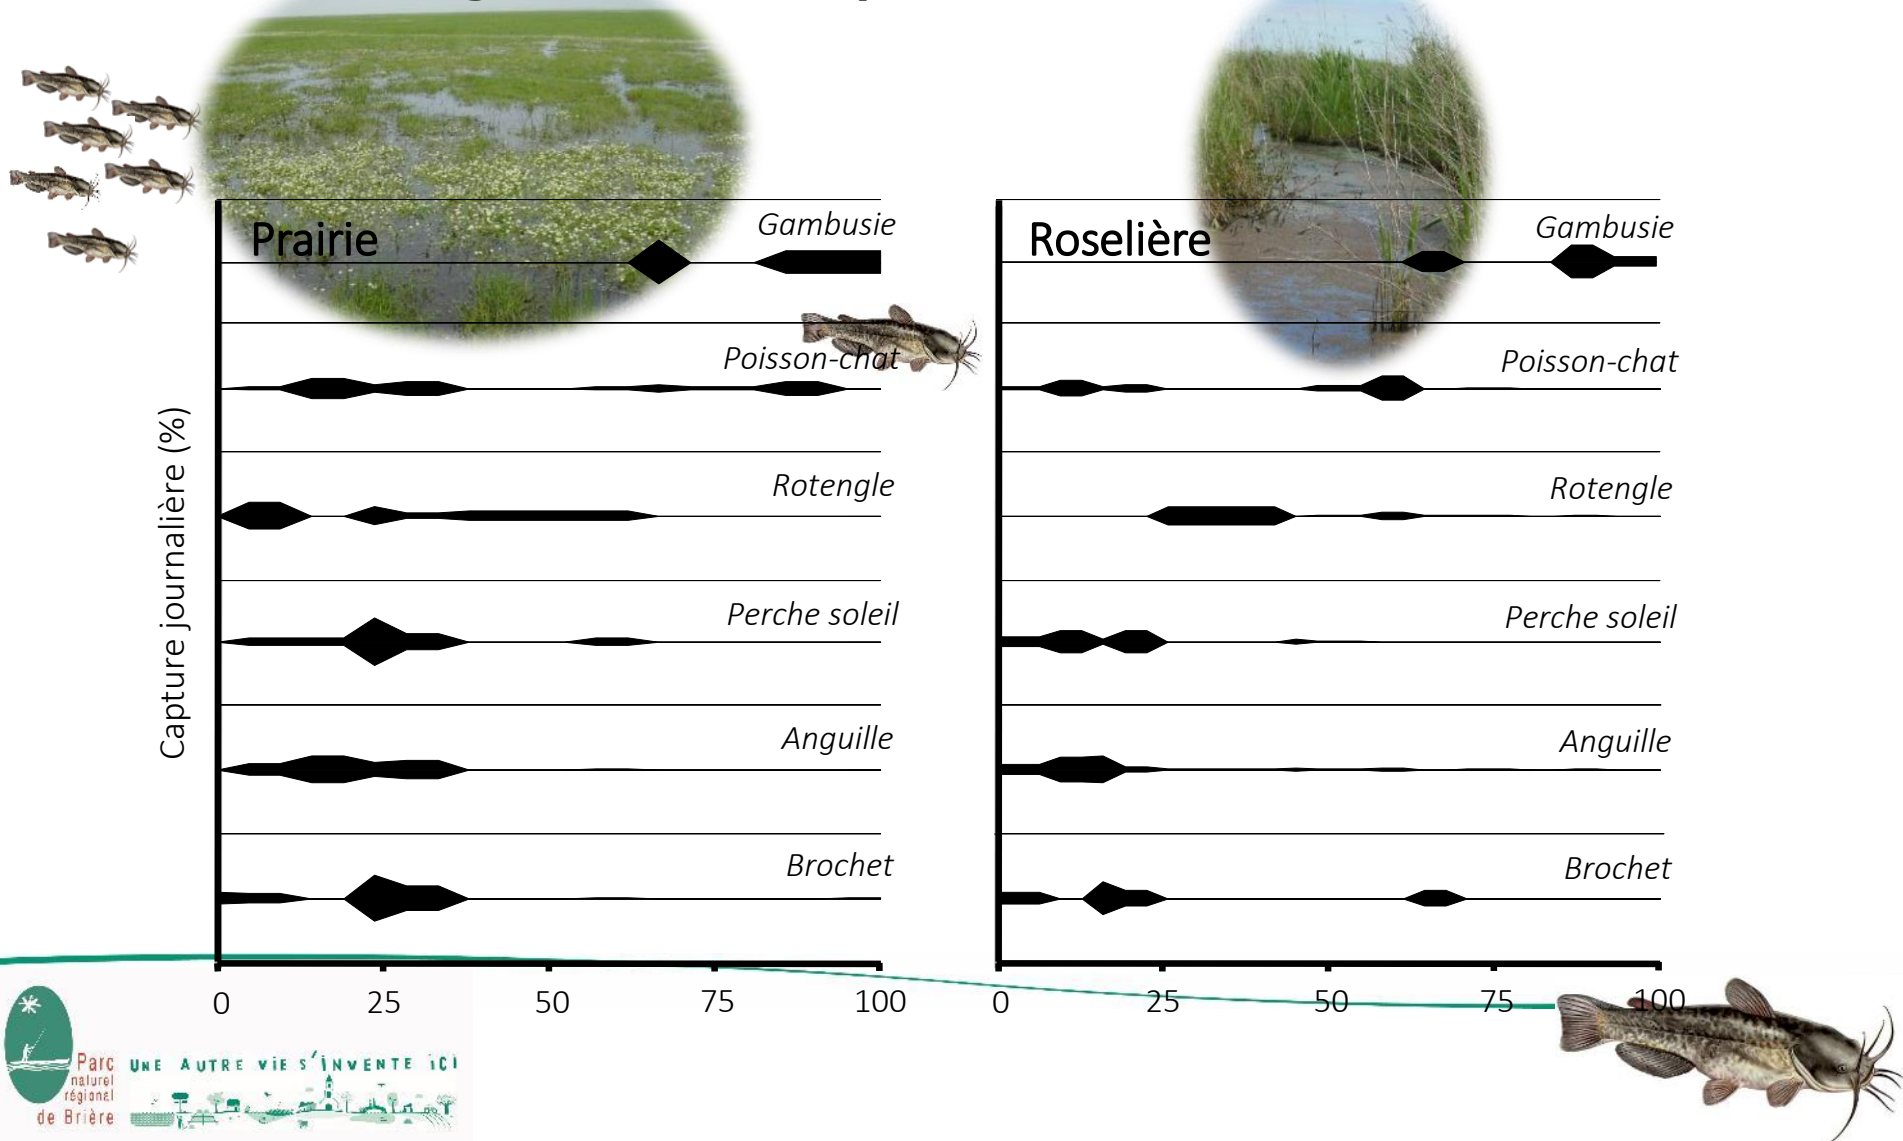 Prairie
Gambusie
Poisson-chat
Rotengle
Perche soleil
Anguille
Brochet
Capture journalière (%)
0 25 50 75 100
Roselière
Gambusie
Poisson-chat
Rotengle
Perche soleil
Anguille
Brochet
0 25 50 75 100
Parc
naturel
régional
de Brière
UNE AUTRE ViE S'iNVENTE iCi